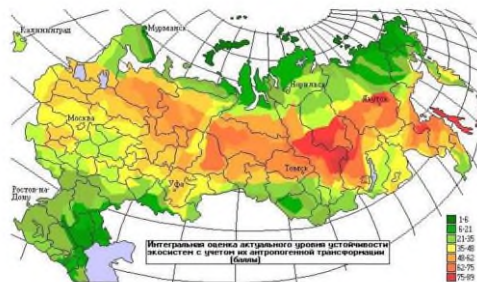 Калининград
Мурманск
Норильск
Якутск
Москва
Томск
Уфа
Ростов-на-
Дону
Интегральная оценка актуального уровня устойчивости
экосистем с учетом их антропогенной трансформации
(баллы)
1-6
6-21
21-35
35-48
48-62
62-75
75-89